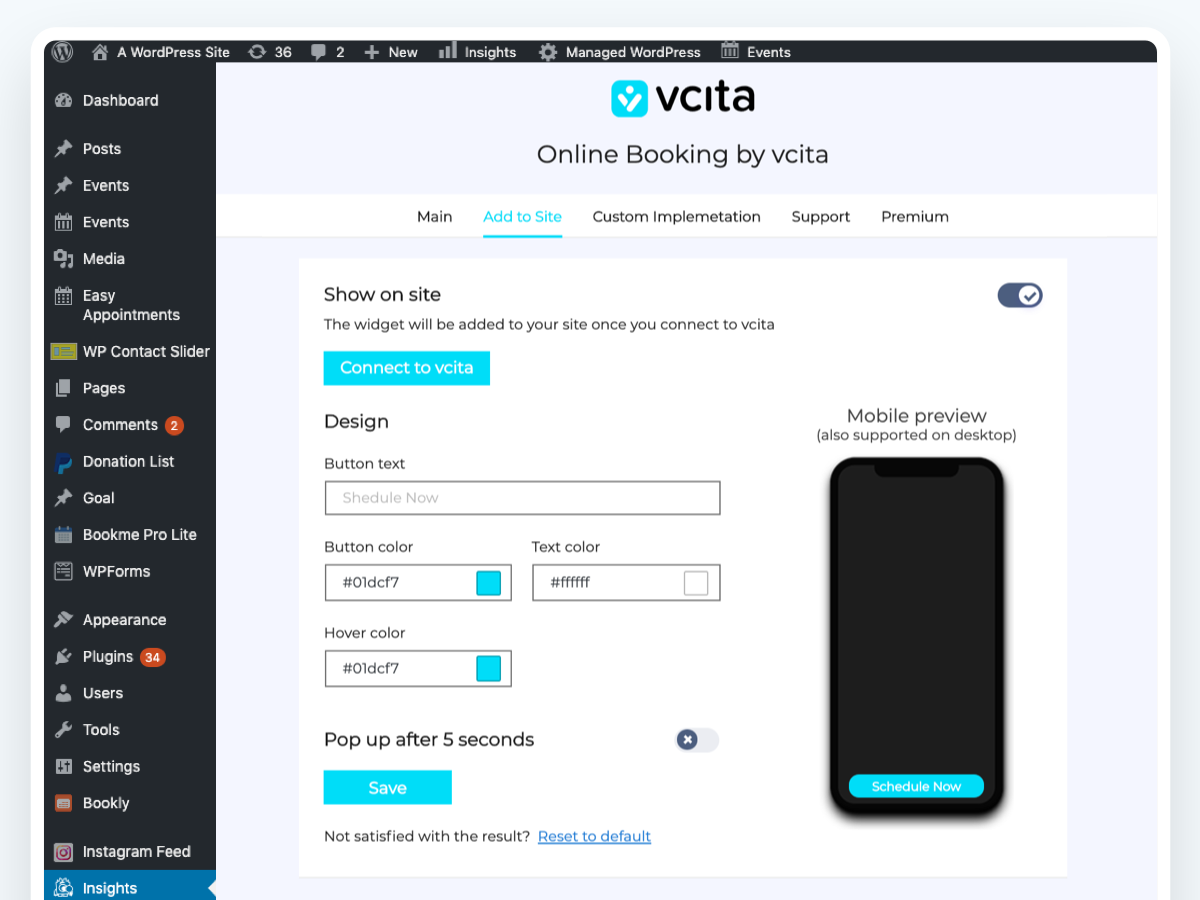 A WordPress Site 36 2 New Insights Managed WordPress Events
Dashboard
Posts
Events
Events
Media
Easy
Appointments
WP Contact Slider
Pages
Comments 2
Donation List
Goal
Bookme Pro Lite
WPForms
Appearance
Plugins 34
Users
Tools
Settings
Bookly
Instagram Feed
Insights
vcita
Online Booking by vcita
Main Add to Site Custom Implemetation Support Premium
Show on site
The widget will be added to your site once you connect to vcita
Connect to vcita
Design
Button text
Shedule Now
Button color Text color
#01dcf7 #ffffff
Hover color
#01dcf7
Pop up after 5 seconds
Save
Not satisfied with the result? Reset to default
Mobile preview
(also supported on desktop)
Schedule Now